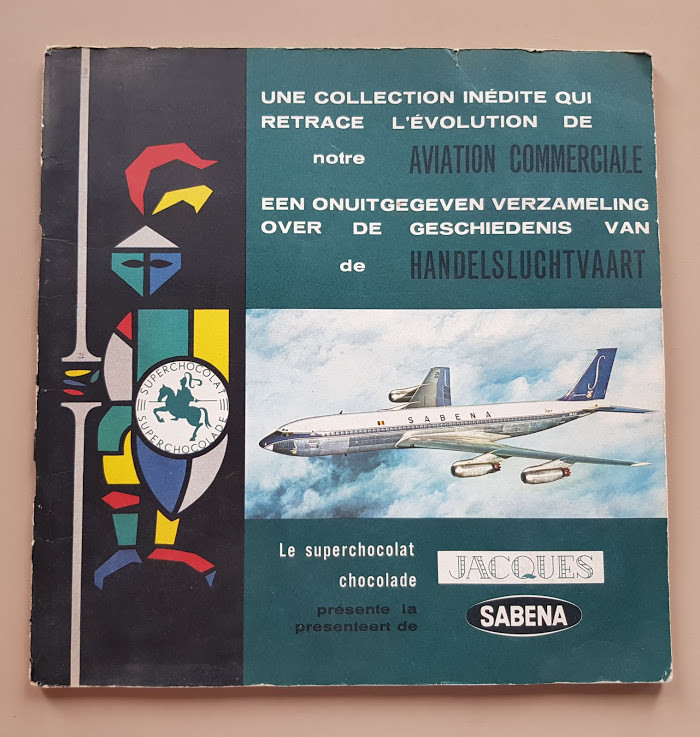 UNE COLLECTION INÉDITE QUI
RETRACE L'ÉVOLUTION DE
notre AVIATION COMMERCIALE
EEN ONUITGEGEVEN VERZAMELING
OVER DE GESCHIEDENIS VAN
de HANDELSLUCHTVAART
SUPERCHOCOLAT
SUPERCHOCOLADE
SABENA
S
Le superchocolat
chocolade
JACQUES
présente la
presenteert de
SABENA